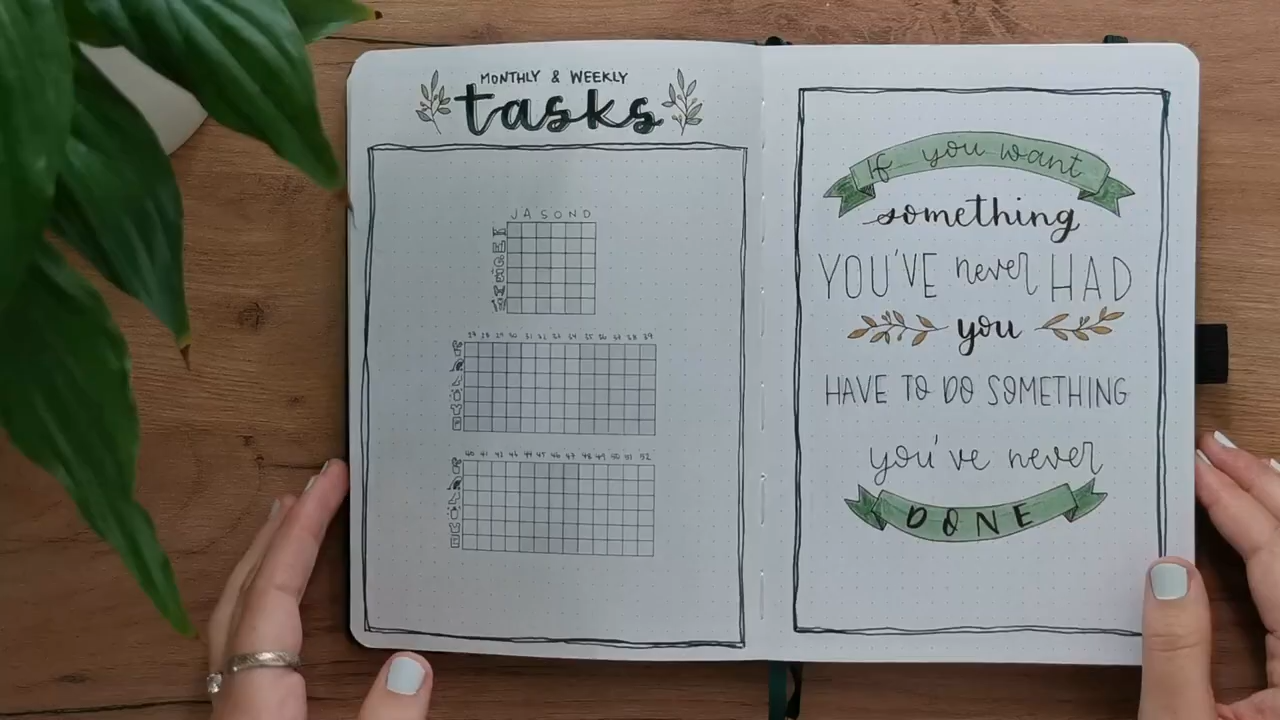 MONTHLY & WEEKLY
tasks
J A S O N D
If you want
something
YOU'VE never HAD
you
HAVE TO DO SOMETHING
you've never
DONE